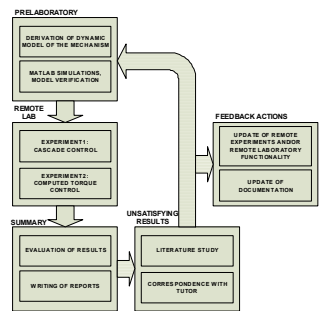 PRELABORATORY
DERIVATION OF DYNAMIC
MODEL OF THE MECHANISM
MATLAB SIMULATIONS,
MODEL VERIFICATION
REMOTE
LAB
EXPERIMENT1:
CASCADE CONTROL
EXPERIMENT2:
COMPUTED TORQUE
CONTROL
SUMMARY
EVALUATION OF RESULTS
WRITING OF REPORTS
UNSATISFYING
RESULTS
LITERATURE STUDY
CORRESPONDENCE WITH
TUTOR
FEEDBACK ACTIONS
UPDATE OF REMOTE
EXPERIMENTS AND/OR
REMOTE LABORATORY
FUNCTIONALITY
UPDATE OF
DOCUMENTATION